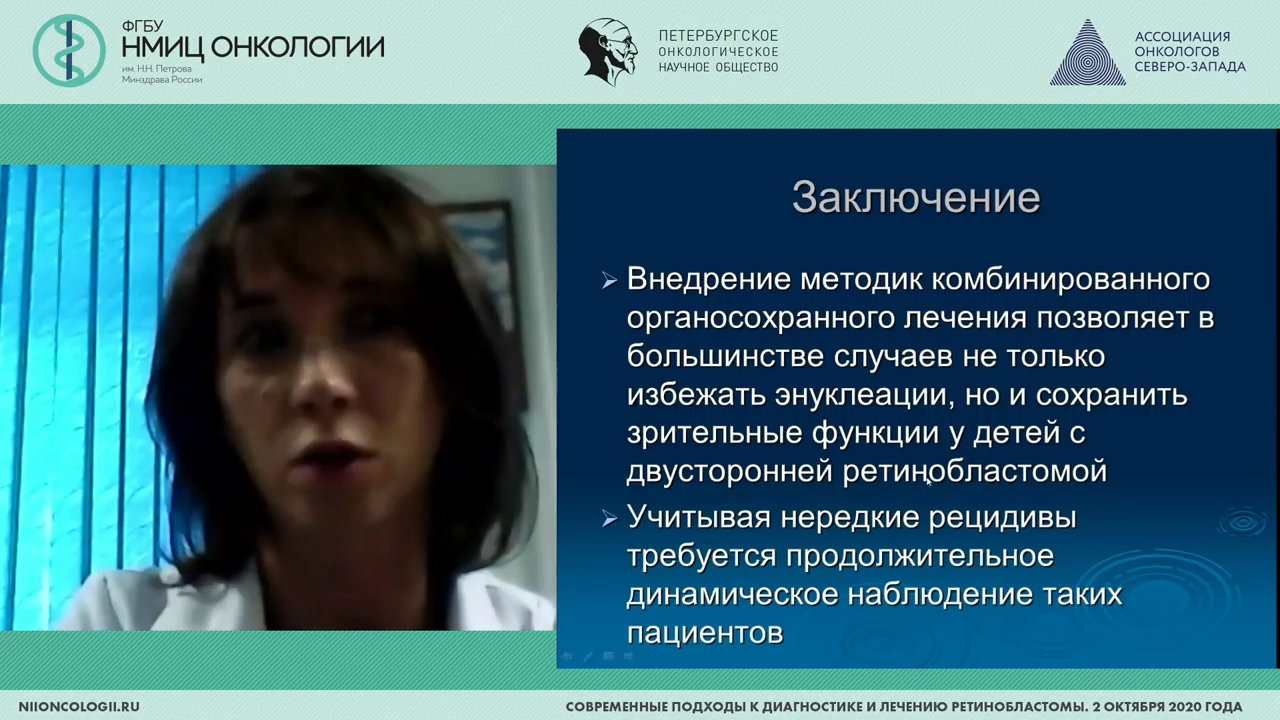 ФГБУ
НМИЦ ОНКОЛОГИИ
им. Н.Н. Петрова
Минздрава России
ПЕТЕРБУРГСКОЕ
ОНКОЛОГИЧЕСКОЕ
НАУЧНОЕ ОБЩЕСТВО
АССОЦИАЦИЯ
ОНКОЛОГОВ
СЕВЕРО-ЗАПАДА
Заключение
Внедрение методик комбинированного
органосохранного лечения позволяет в
большинстве случаев не только
избежать энуклеации, но и сохранить
зрительные функции у детей с
двусторонней ретинобластомой
Учитывая нередкие рецидивы
требуется продолжительное
динамическое наблюдение таких
пациентов
NIIONCOLOGII.RU
СОВРЕМЕННЫЕ ПОДХОДЫ К ДИАГНОСТИКЕ И ЛЕЧЕНИЮ РЕТИНОБЛАСТОМЫ. 2 ОКТЯБРЯ 2020 ГОДА